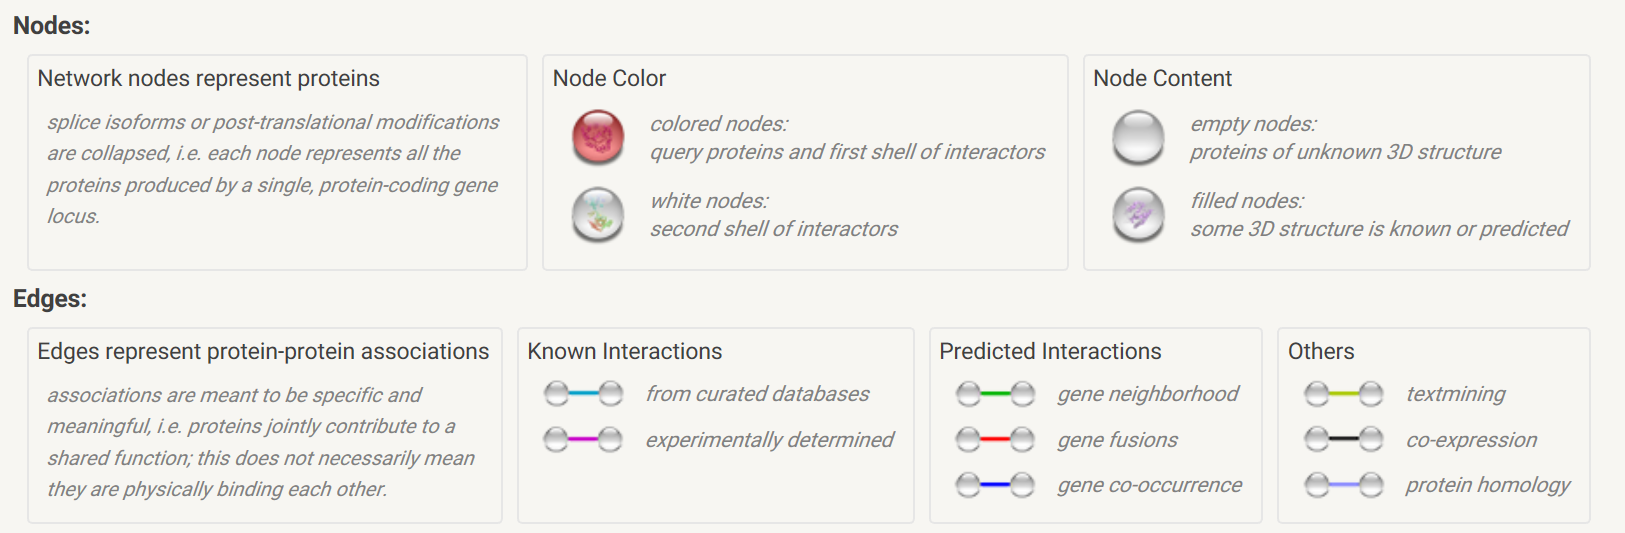 Nodes:
Network nodes represent proteins
splice isoforms or post-translational modifications
are collapsed, i.e. each node represents all the
proteins produced by a single, protein-coding gene
locus.
Node Color
colored nodes:
query proteins and first shell of interactors
white nodes:
second shell of interactors
Node Content
empty nodes:
proteins of unknown 3D structure
filled nodes:
some 3D structure is known or predicted
Edges:
Edges represent protein-protein associations
associations are meant to be specific and
meaningful, i.e. proteins jointly contribute to a
shared function; this does not necessarily mean
they are physically binding each other.
Known Interactions
from curated databases
experimentally determined
Predicted Interactions
gene neighborhood
gene fusions
gene co-occurrence
Others
textmining
co-expression
protein homology